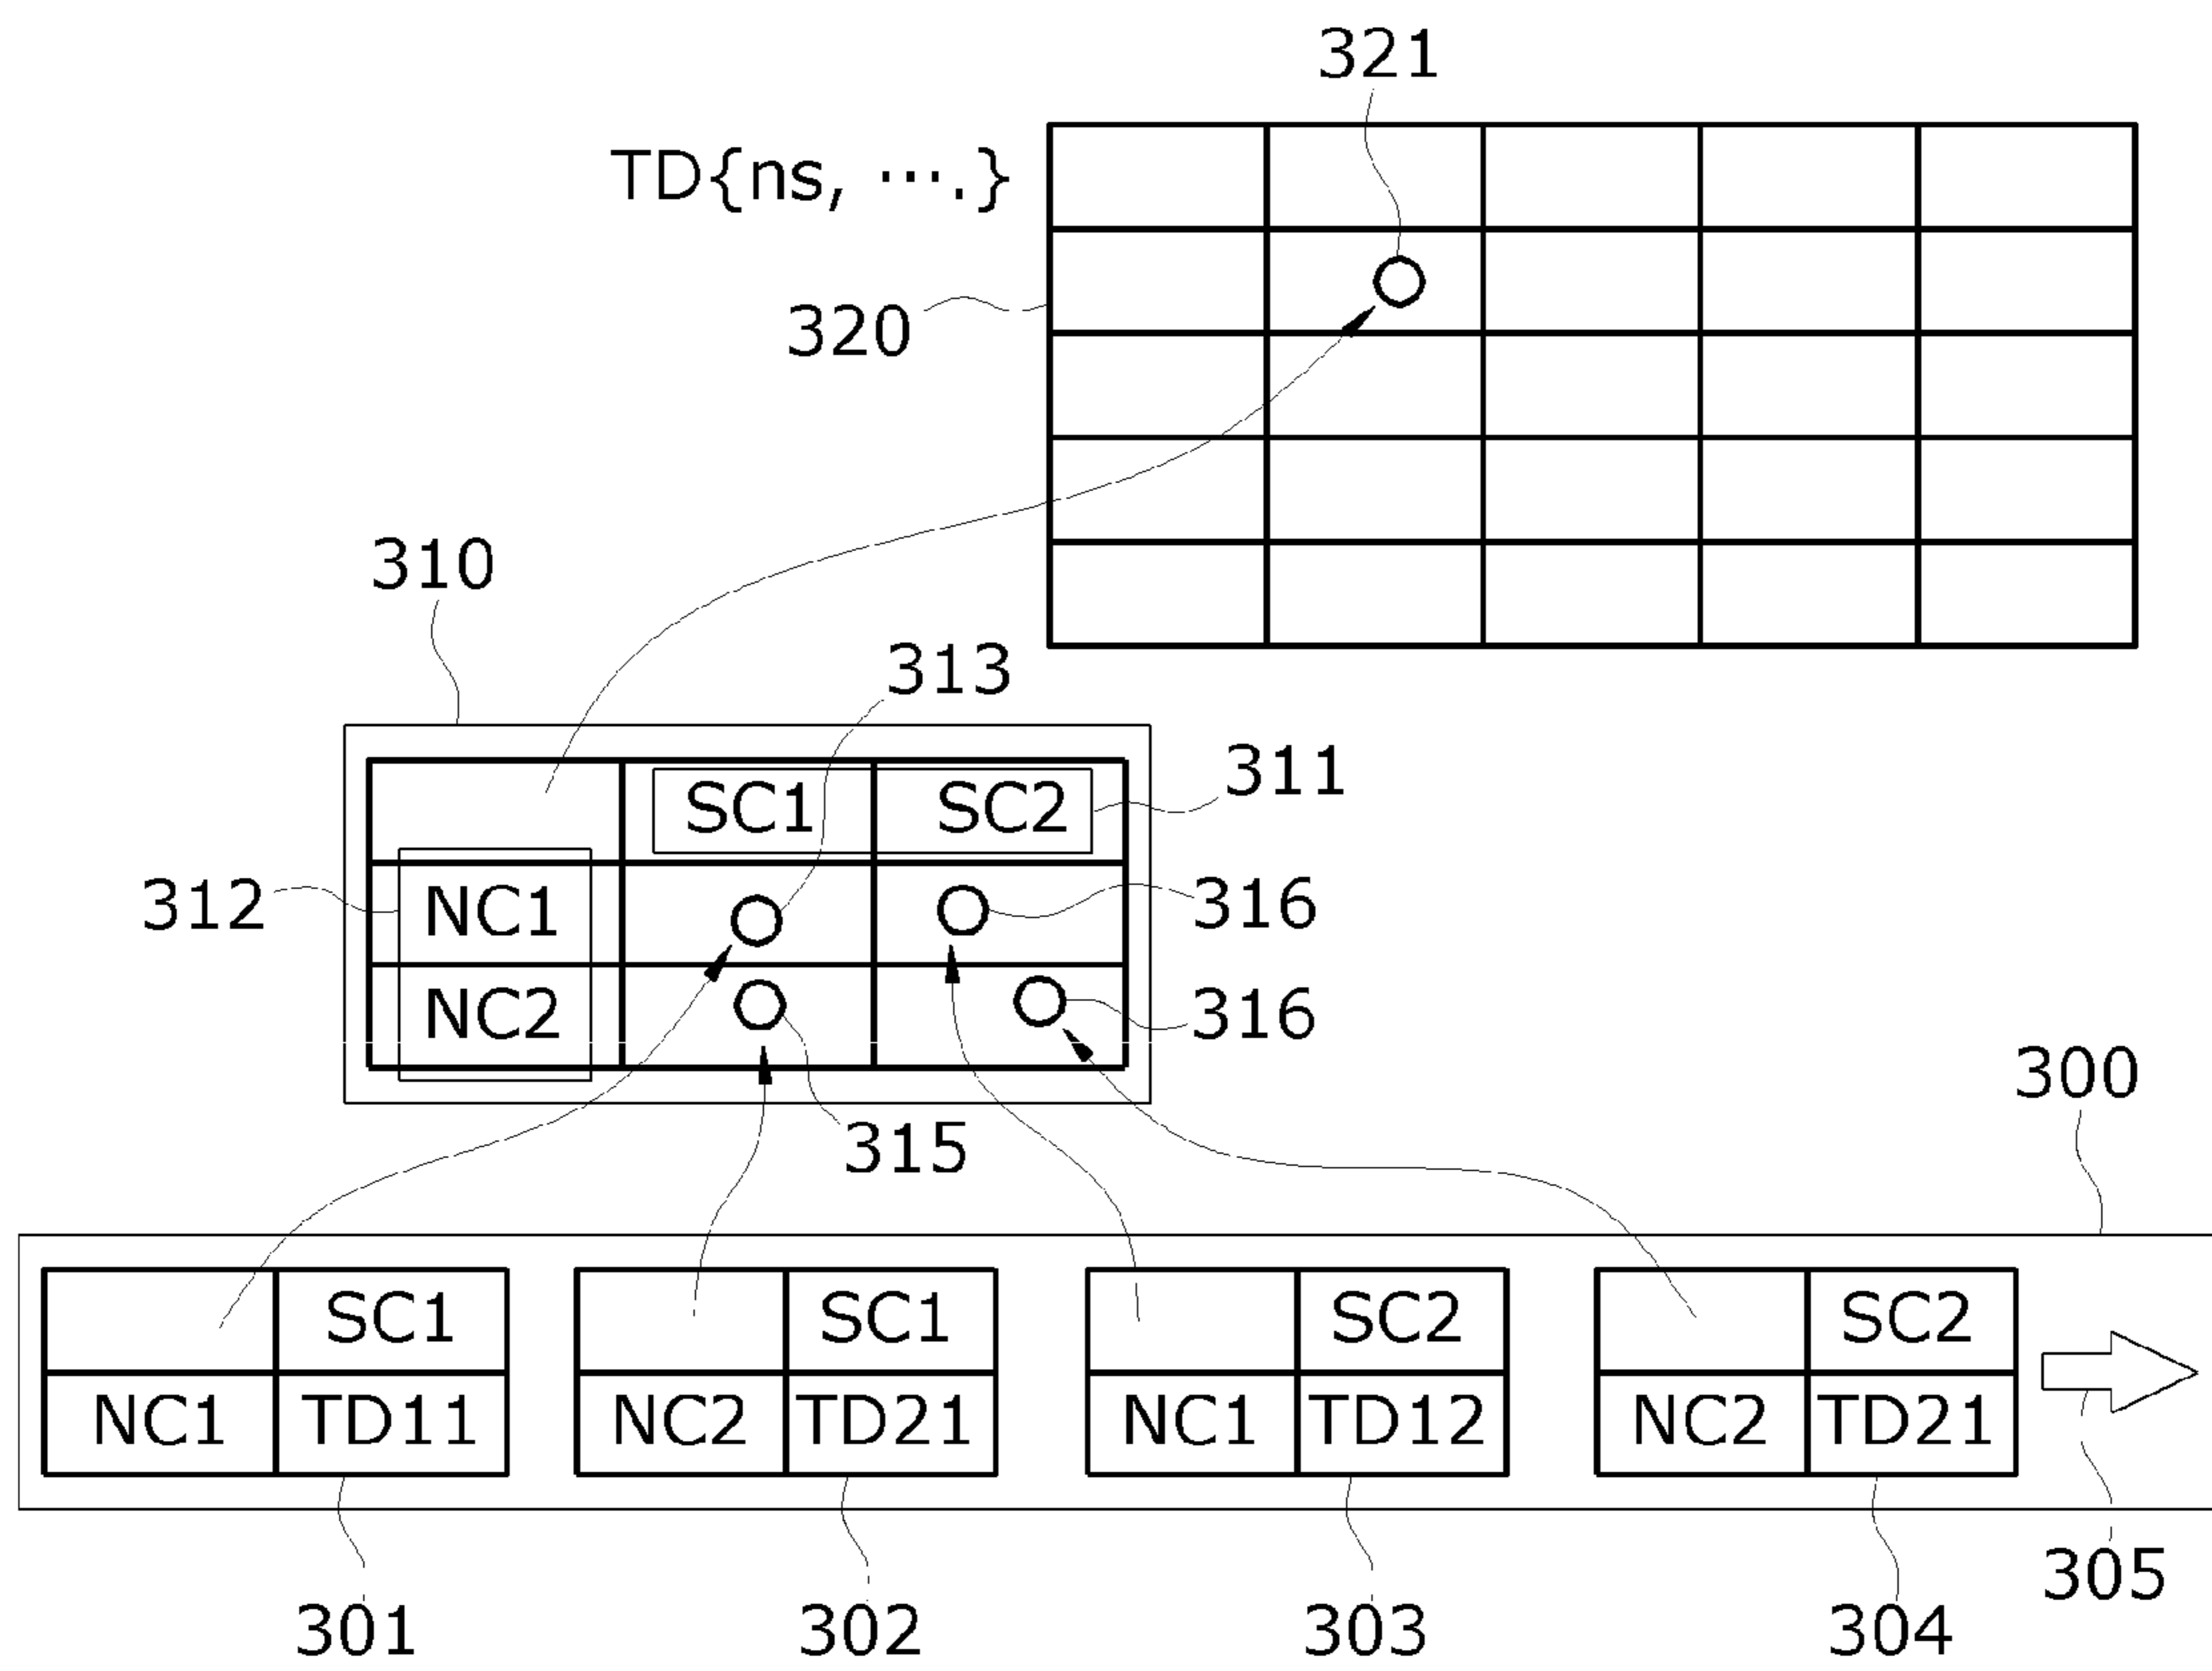 321
TD{ns, ····.}
320
310
313
SC1 SC2
311
312
NC1
316
NC2
316
300
315
SC1 SC1 SC2 SC2
NC1 TD11 NC2 TD21 NC1 TD12 NC2 TD21
305
301 302 303 304